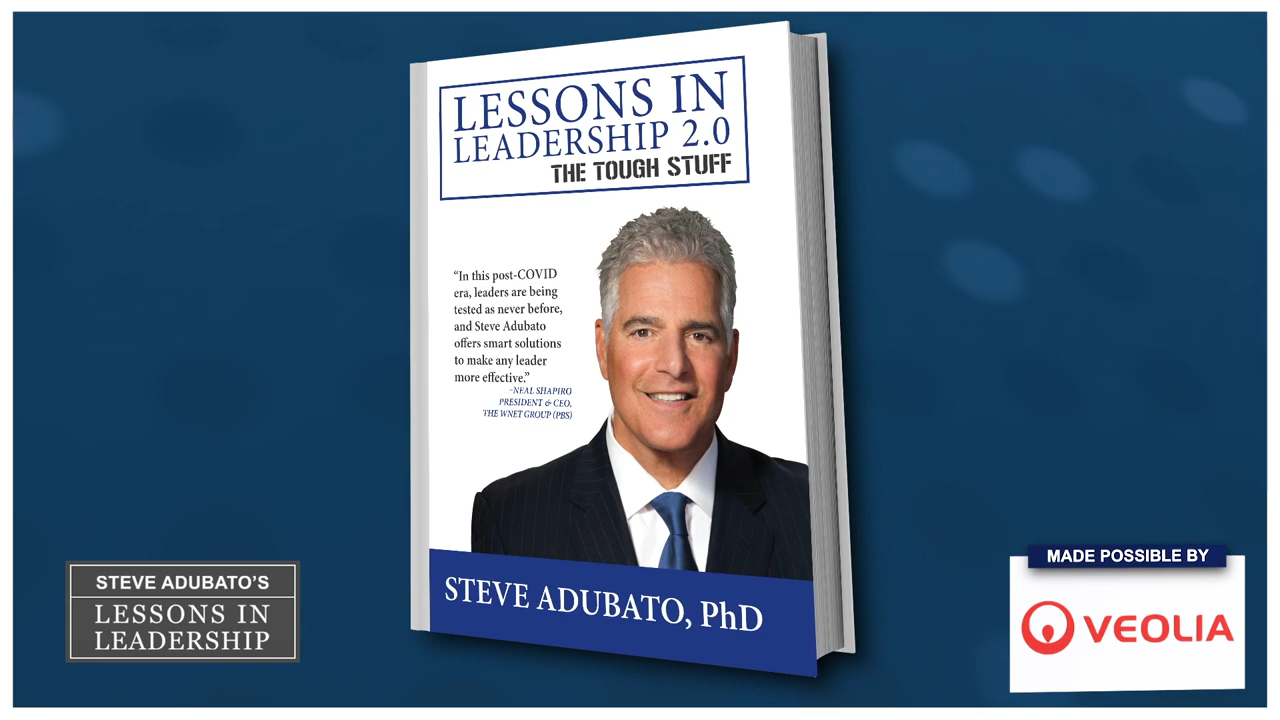 LESSONS IN
LEADERSHIP 2.0
THE TOUGH STUFF
“In this post-COVID
era, leaders are being
tested as never before,
and Steve Adubato
offers smart solutions
to make any leader
more effective.”
–NEAL SHAPIRO
PRESIDENT & CEO,
THE WNET GROUP (PBS)
STEVE ADUBATO, PhD
STEVE ADUBATO’S
LESSONS IN
LEADERSHIP
MADE POSSIBLE BY
VEOLIA